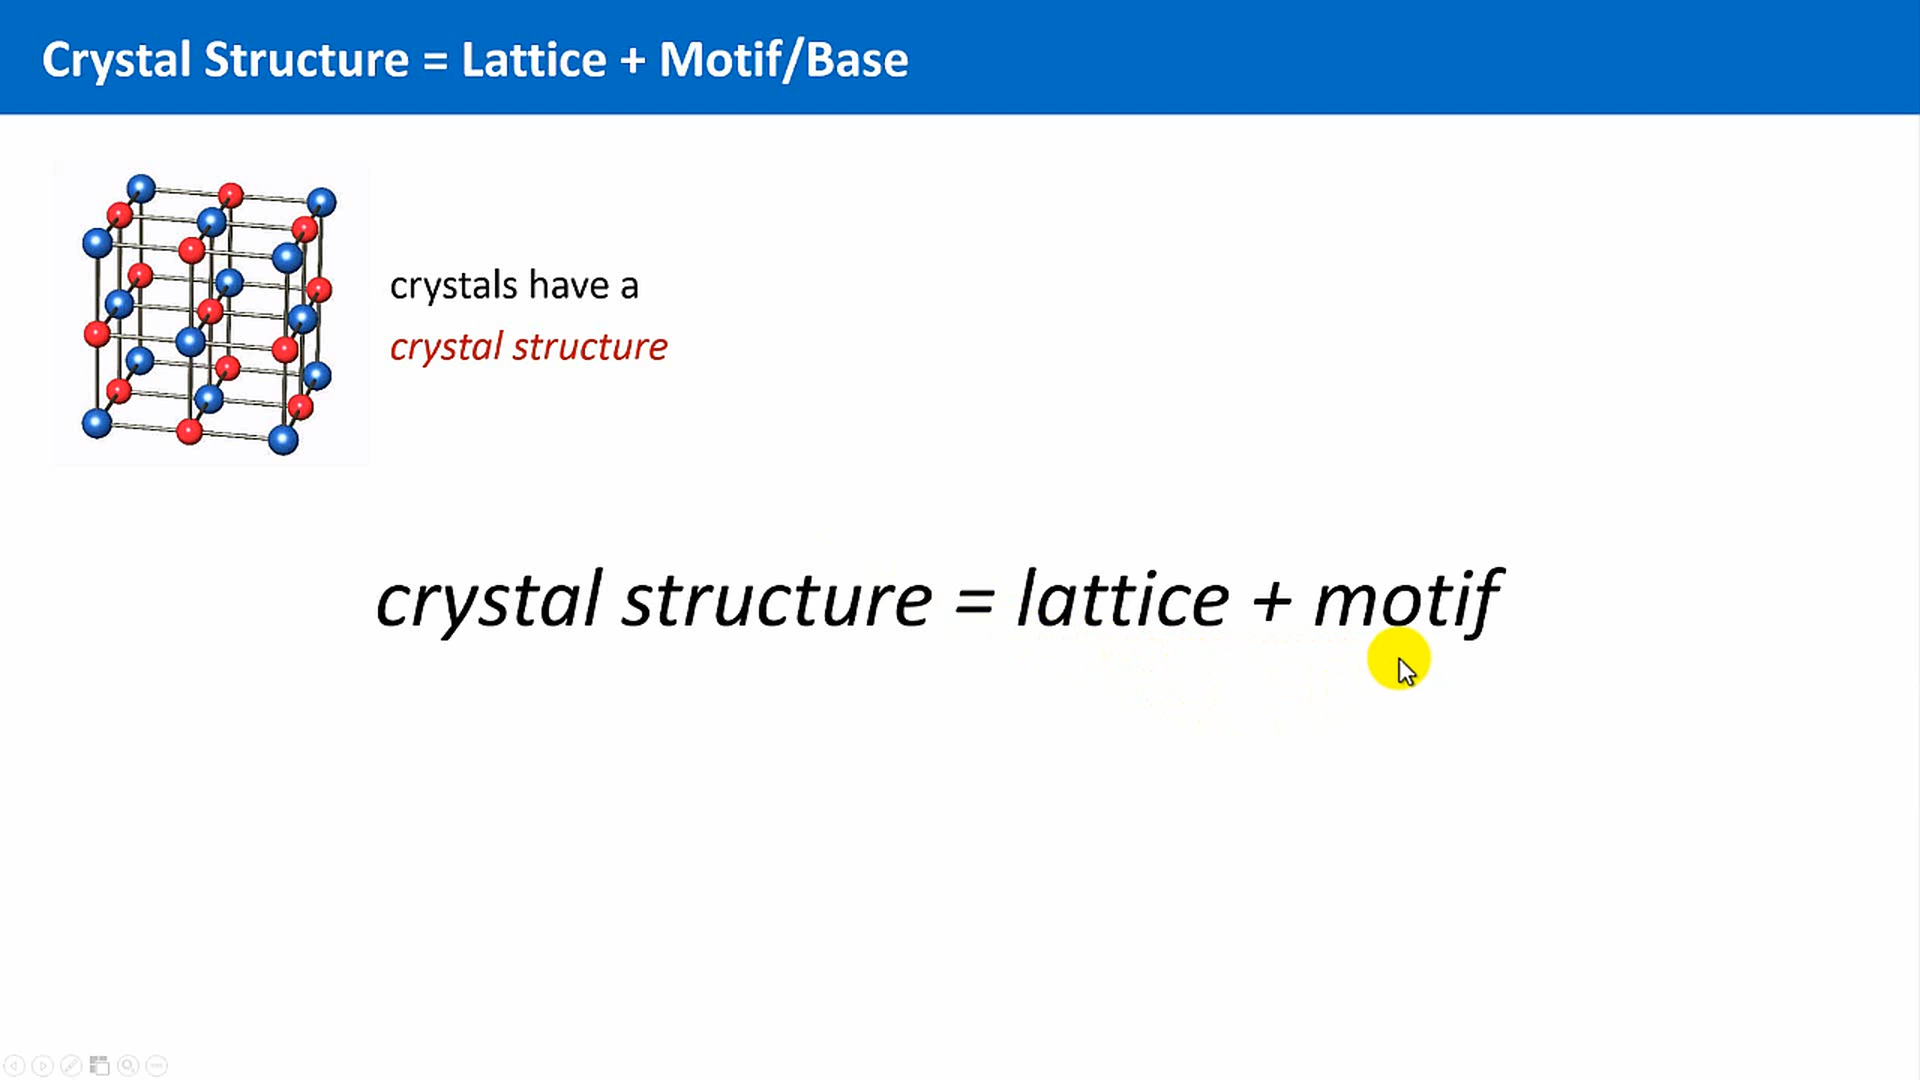 Crystal Structure = Lattice + Motif/Base
crystals have a
crystal structure
crystal structure = lattice + motif